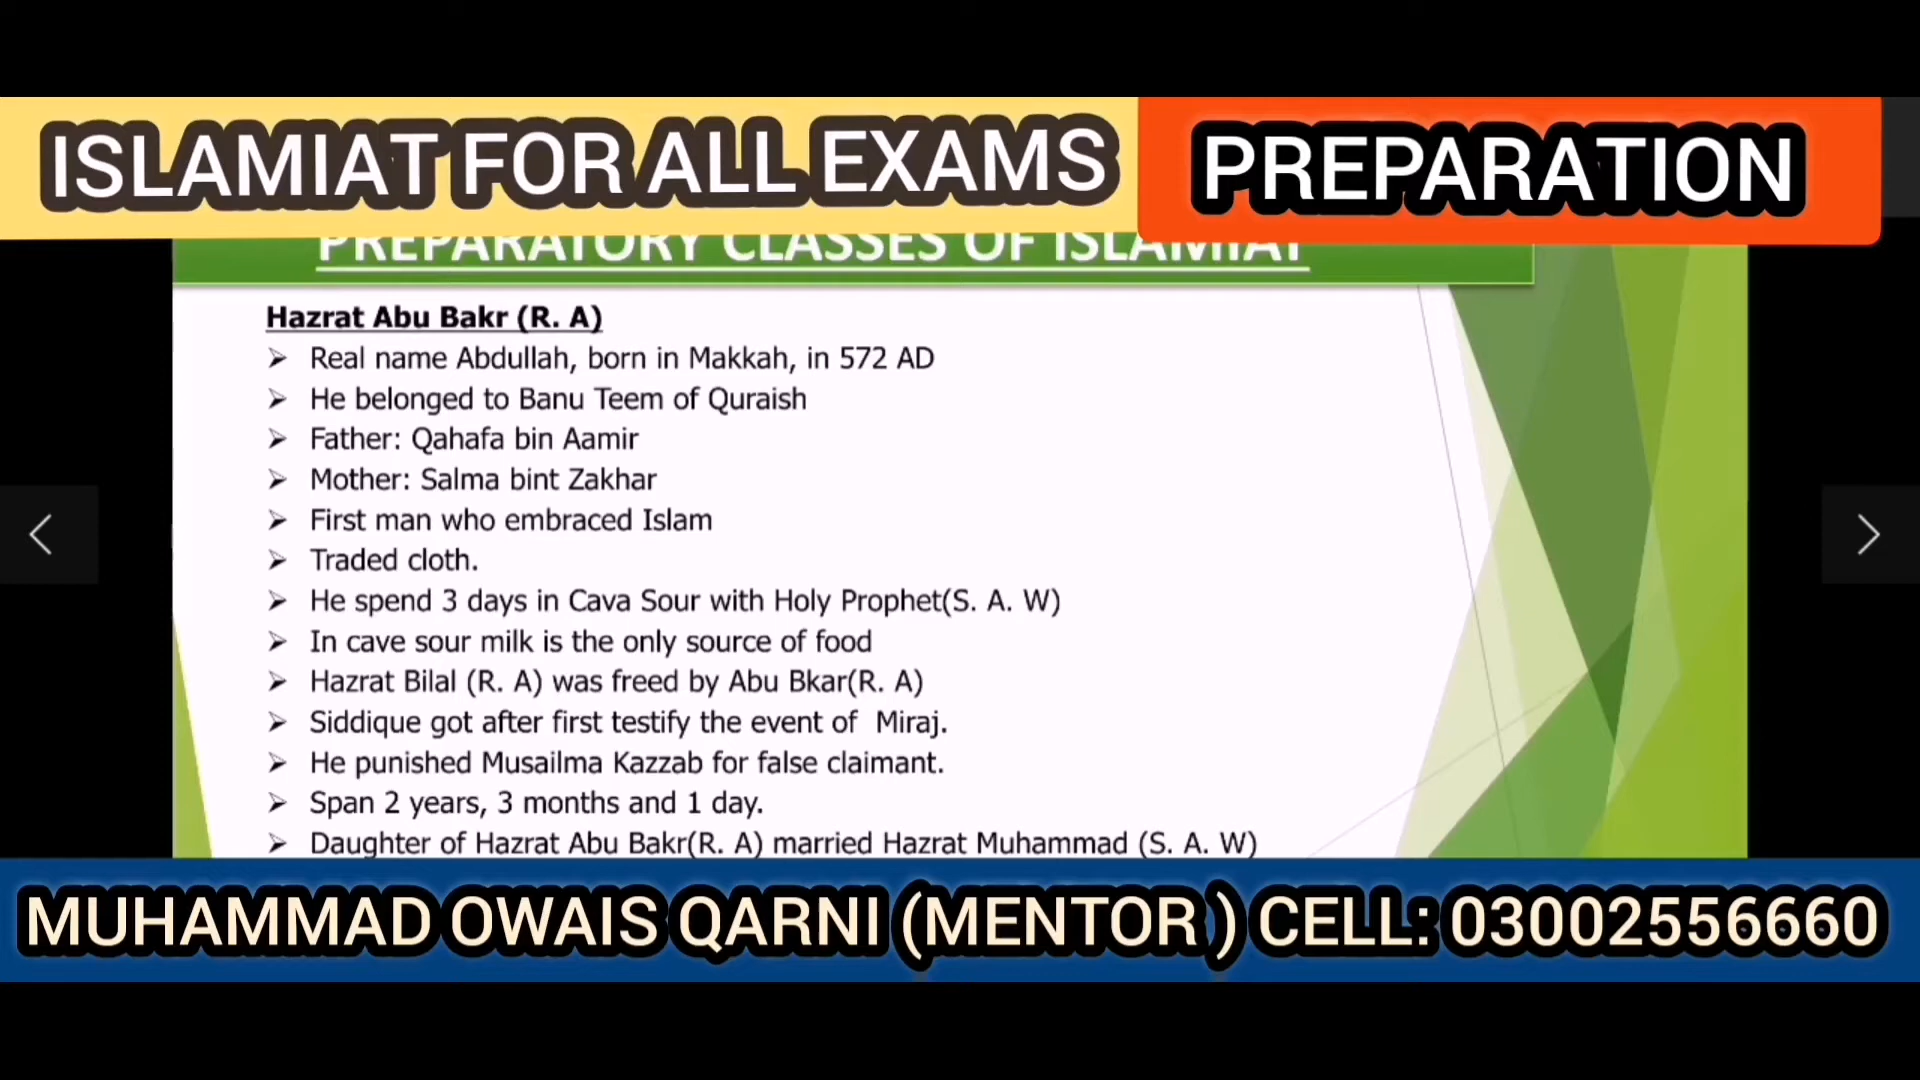 ISLAMIAT FOR ALL EXAMS PREPARATION
PREPARATORY CLASSES OF ISLAMIAT
Hazrat Abu Bakr (R. A)
➢ Real name Abdullah, born in Makkah, in 572 AD
➢ He belonged to Banu Teem of Quraish
➢ Father: Qahafa bin Aamir
➢ Mother: Salma bint Zakhar
➢ First man who embraced Islam
➢ Traded cloth.
➢ He spend 3 days in Cava Sour with Holy Prophet(S. A. W)
➢ In cave sour milk is the only source of food
➢ Hazrat Bilal (R. A) was freed by Abu Bkar(R. A)
➢ Siddique got after first testify the event of Miraj.
➢ He punished Musailma Kazzab for false claimant.
➢ Span 2 years, 3 months and 1 day.
➢ Daughter of Hazrat Abu Bakr(R. A) married Hazrat Muhammad (S. A. W)
MUHAMMAD OWAIS QARNI (MENTOR ) CELL: 03002556660